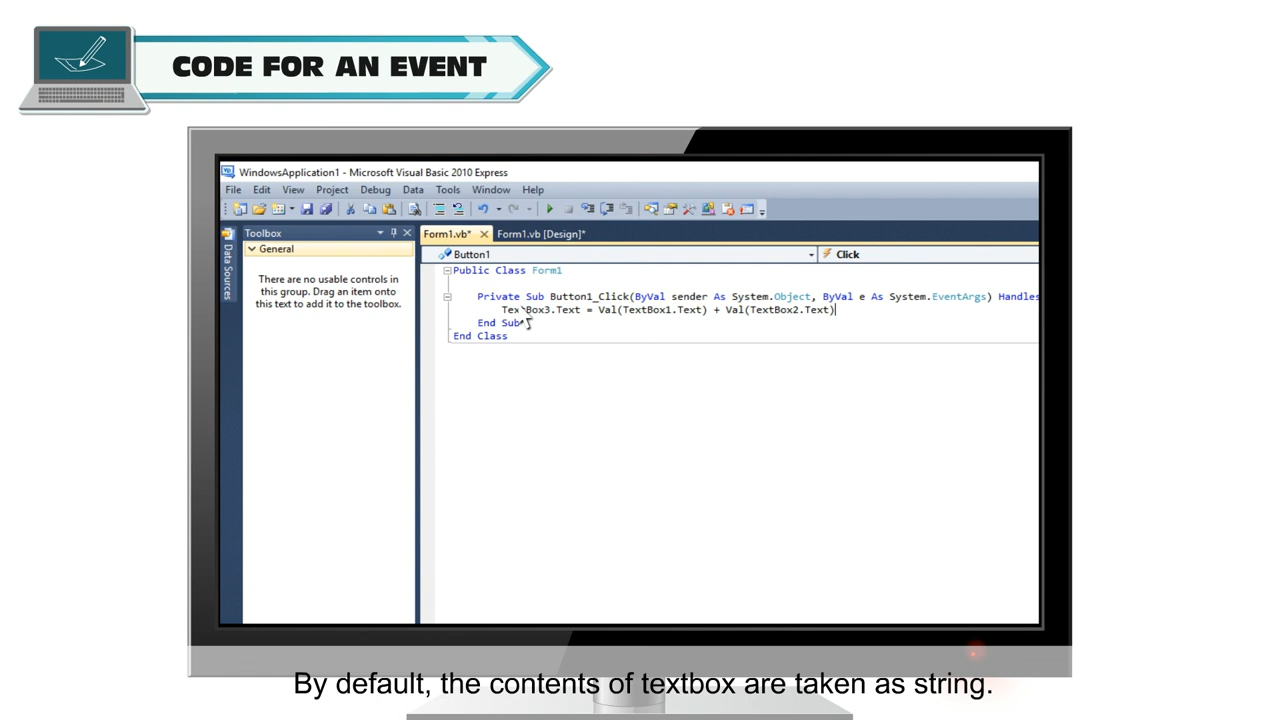 CODE FOR AN EVENT
WindowsApplication1 - Microsoft Visual Basic 2010 Express
File Edit View Project Debug Data Tools Window Help
Toolbox
Form1.vb* Form1.vb [Design]*
General
Button1 Click
Data Sources
There are no usable controls in
this group. Drag an item onto
this text to add it to the toolbox.
Public Class Form1
Private Sub Button1_Click(ByVal sender As System.Object, ByVal e As System.EventArgs) Handles
TextBox3.Text = Val(TextBox1.Text) + Val(TextBox2.Text)
End Sub
End Class
By default, the contents of textbox are taken as string.